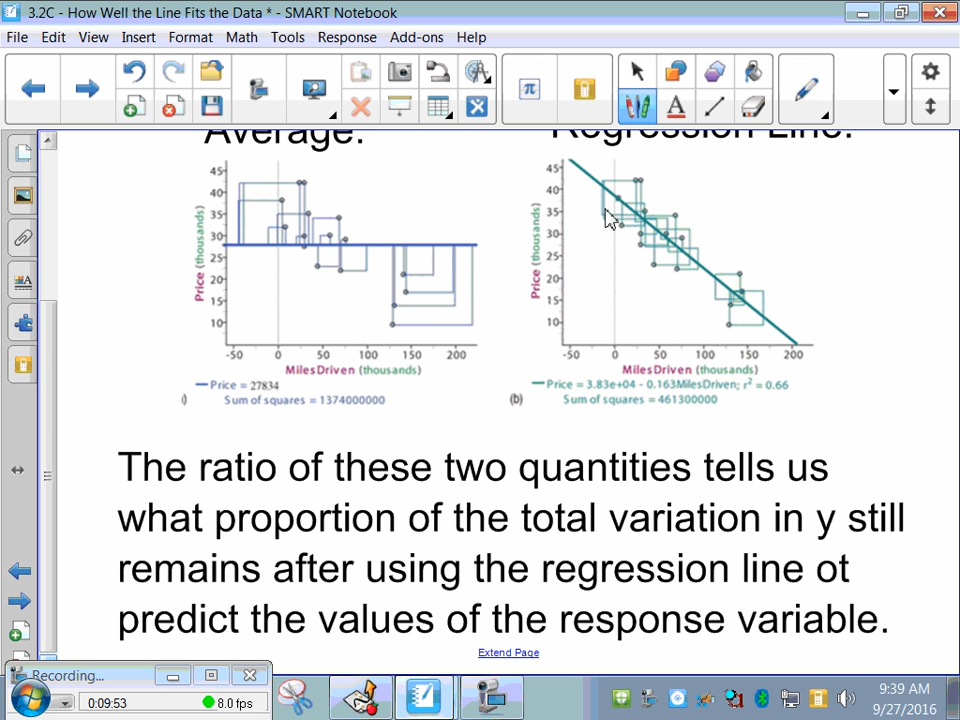 3.2C - How Well the Line Fits the Data * - SMART Notebook
File Edit View Insert Format Math Tools Response Add-ons Help
Average: Regression Line:
45
40
35
30
25
20
15
10
Price (thousands)
-50 0 50 100 150 200
MilesDriven (thousands)
Price = 27834
Sum of squares = 1374000000
)
45
40
35
30
25
20
15
10
Price (thousands)
-50 0 50 100 150 200
MilesDriven (thousands)
Price = 3.83e+04 - 0.163MilesDriven; r² = 0.66
Sum of squares = 461300000
(b)
The ratio of these two quantities tells us
what proportion of the total variation in y still
remains after using the regression line ot
predict the values of the response variable.
Extend Page
Recording...
0:09:53 8.0 fps
9:39 AM
9/27/2016